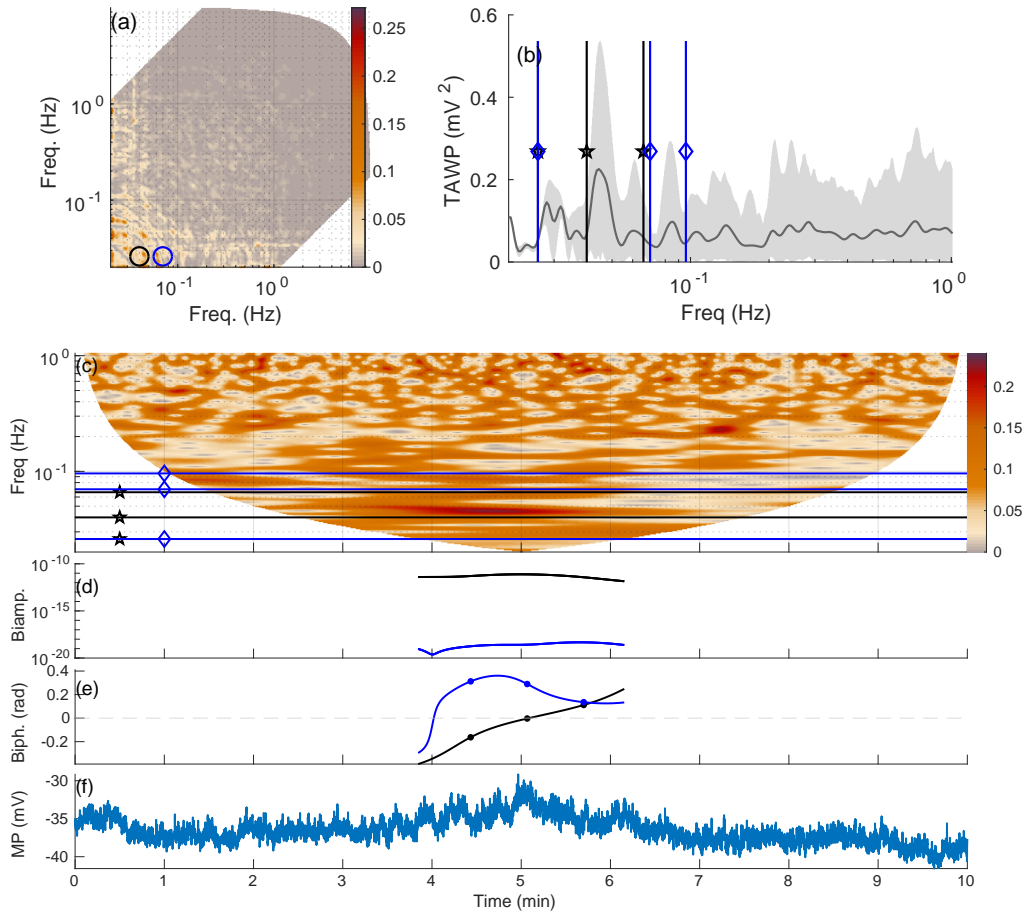 (a)
Freq. (Hz)
10^0
10^-1
10^-1
10^0
Freq. (Hz)
0.25
0.2
0.15
0.1
0.05
0
(b)
TAWP (mV^2)
0.6
0.4
0.2
0
10^-1
10^0
Freq (Hz)
(c)
Freq (Hz)
10^0
10^-1
0.2
0.15
0.1
0.05
0
(d)
Biamp.
10^-10
10^-15
10^-20
(e)
Biph. (rad)
0.4
0.2
0
-0.2
(f)
MP (mV)
-30
-35
-40
0 1 2 3 4 5 6 7 8 9 10
Time (min)